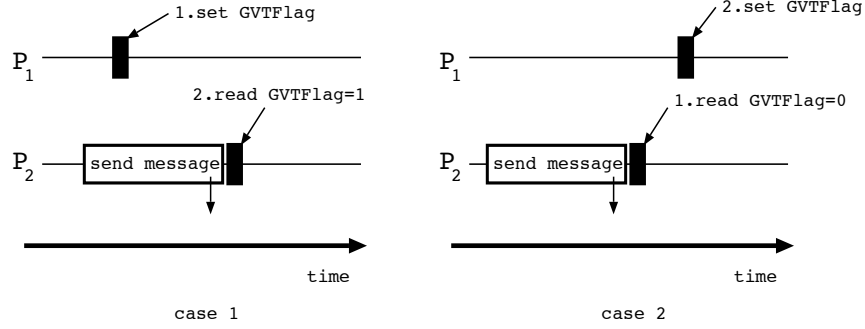 1.set GVTFlag
P1
2.read GVTFlag=1
P2
send message
time
case 1
2.set GVTFlag
P1
1.read GVTFlag=0
P2
send message
time
case 2